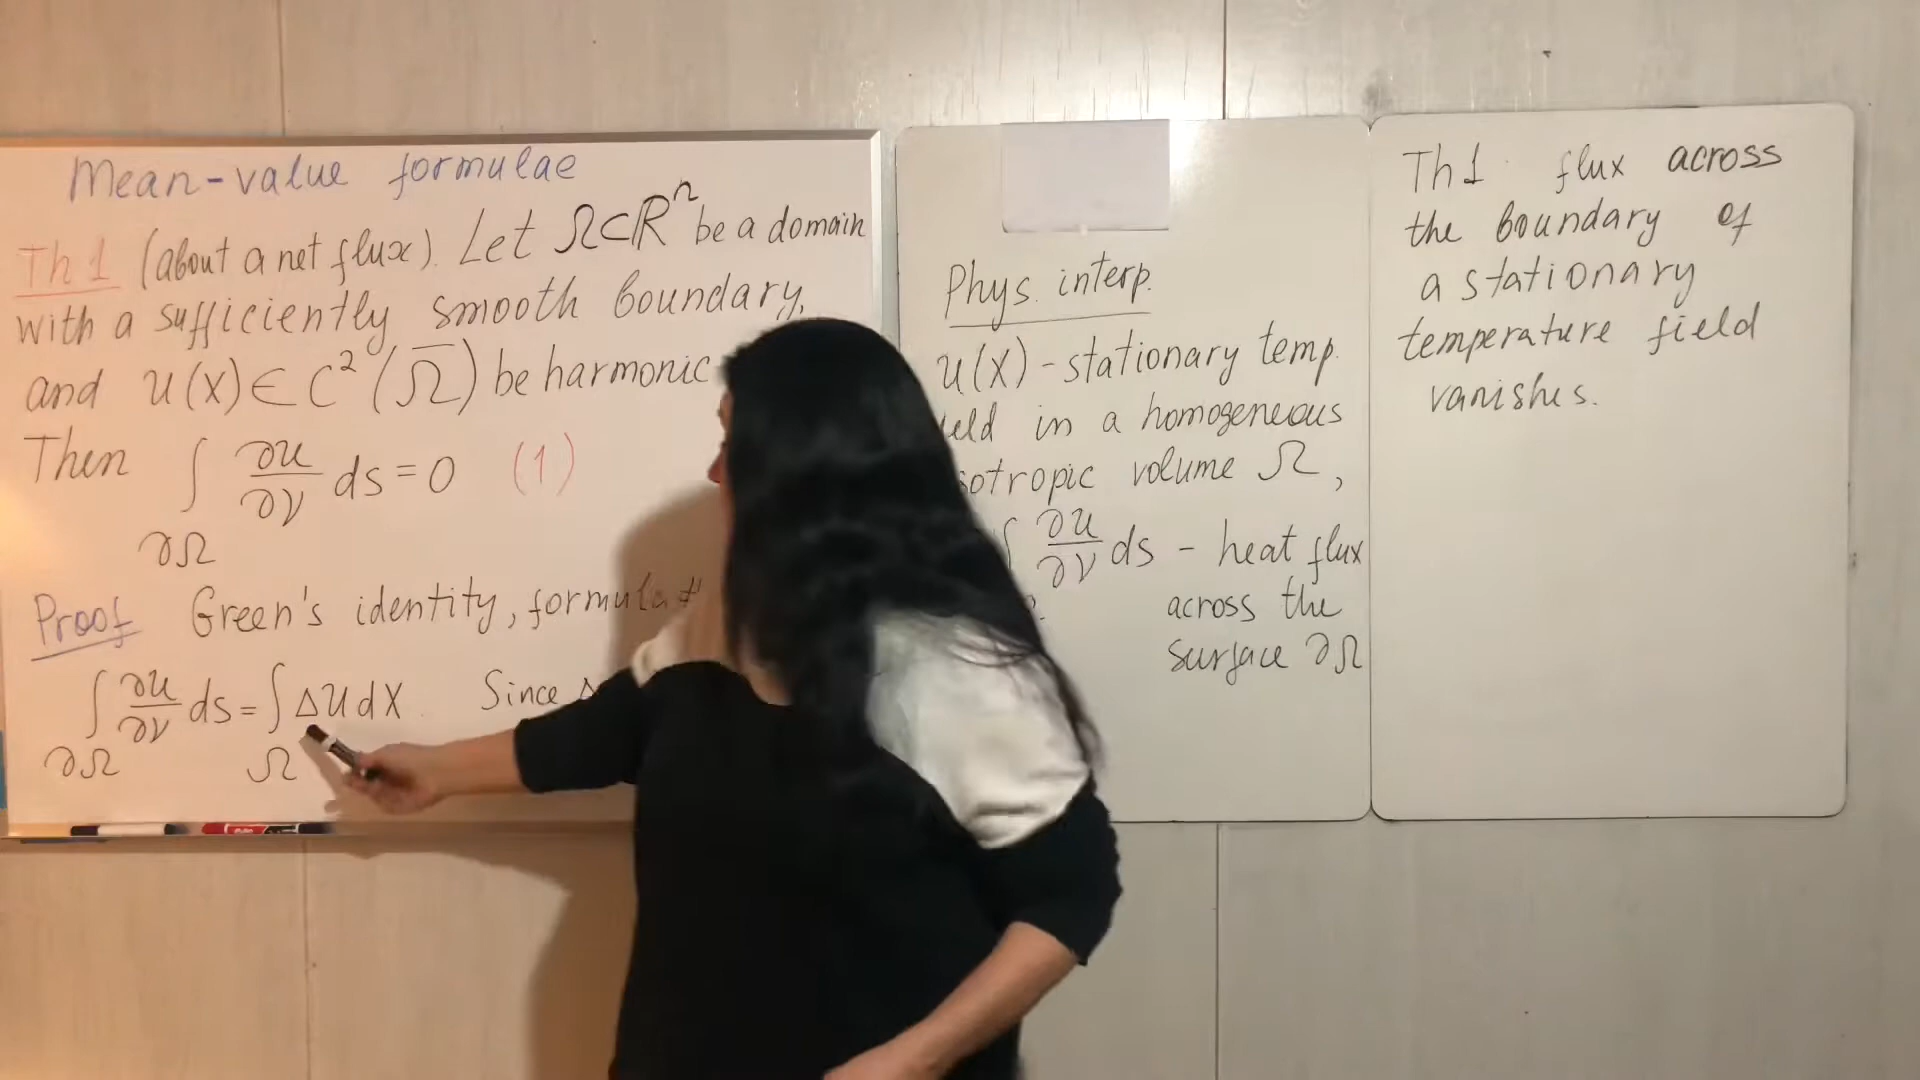 Mean-value formulae
Th 1 (about a net flux). Let Ω⊂ℝⁿ be a domain
with a sufficiently smooth boundary,
and u(X)∈C²(Ω̅) be harmonic
Then ∫ ∂u/∂ν ds = 0 (1)
∂Ω
Proof Green's identity, formula #
∫ ∂u/∂ν ds = ∫ Δu dX. Since Δ
∂Ω Ω
Phys. interp.
u(X) - stationary temp.
in a homogeneous
volume Ω,
∫ ∂u/∂ν ds - heat flux
across the
surface ∂Ω
Th1. flux across
the boundary of
a stationary
temperature field
vanishes.